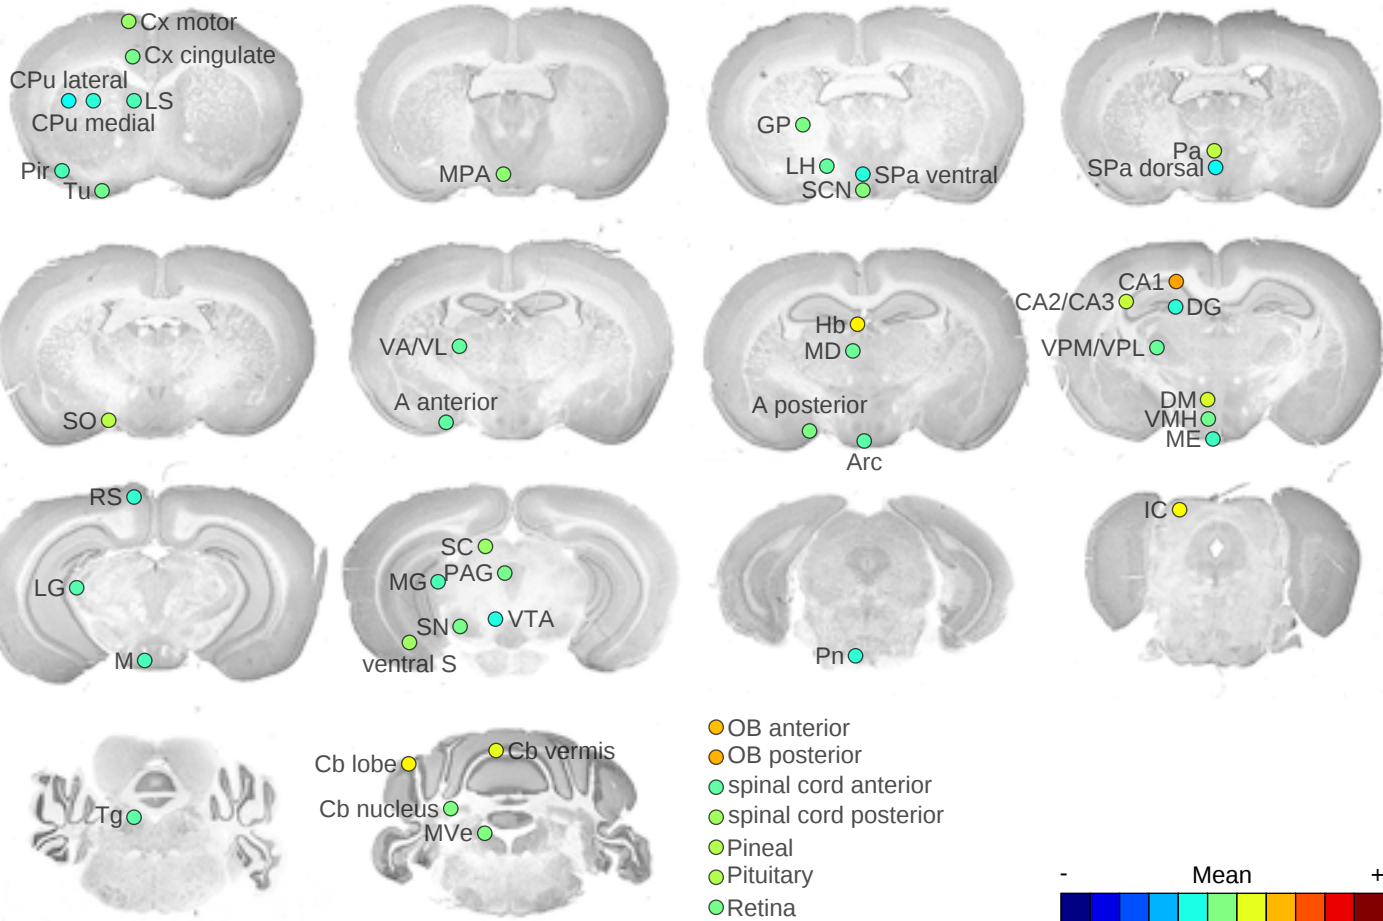 Cx motor
Cx cingulate
CPu lateral
LS
CPu medial
Pir
Tu
MPA
GP
LH
SPa ventral
SCN
Pa
SPa dorsal
SO
VA/VL
A anterior
Hb
MD
A posterior
Arc
CA1
CA2/CA3
DG
VPM/VPL
DM
VMH
ME
RS
LG
M
SC
PAG
MG
VTA
SN
ventral S
Pn
IC
Tg
Cb lobe
Cb vermis
Cb nucleus
MVe
OB anterior
OB posterior
spinal cord anterior
spinal cord posterior
Pineal
Pituitary
Retina
- Mean +